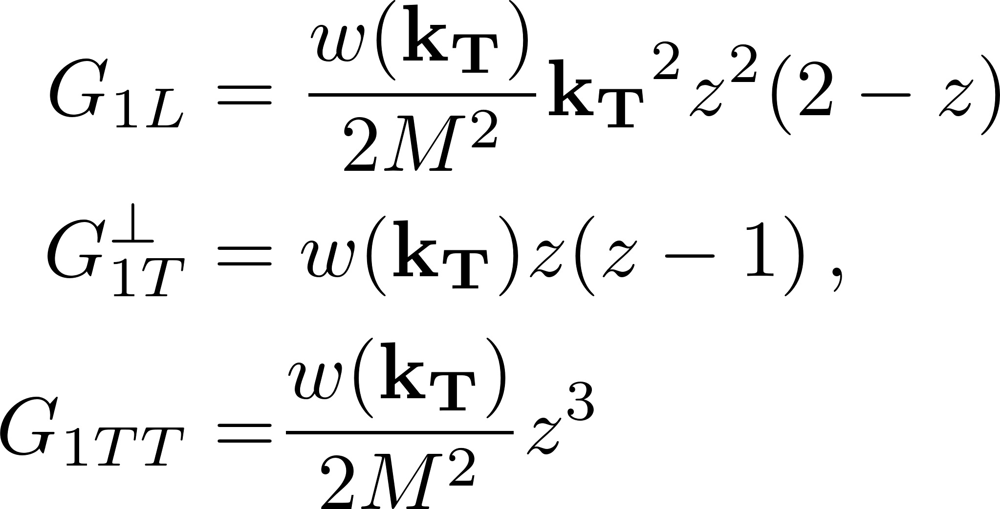 G_{1L} = \frac{w(\mathbf{k_T})}{2M^2} \mathbf{k_T}^2 z^2 (2 - z)
G_{1T}^{\perp} = w(\mathbf{k_T}) z (z - 1) ,
G_{1TT} = \frac{w(\mathbf{k_T})}{2M^2} z^3